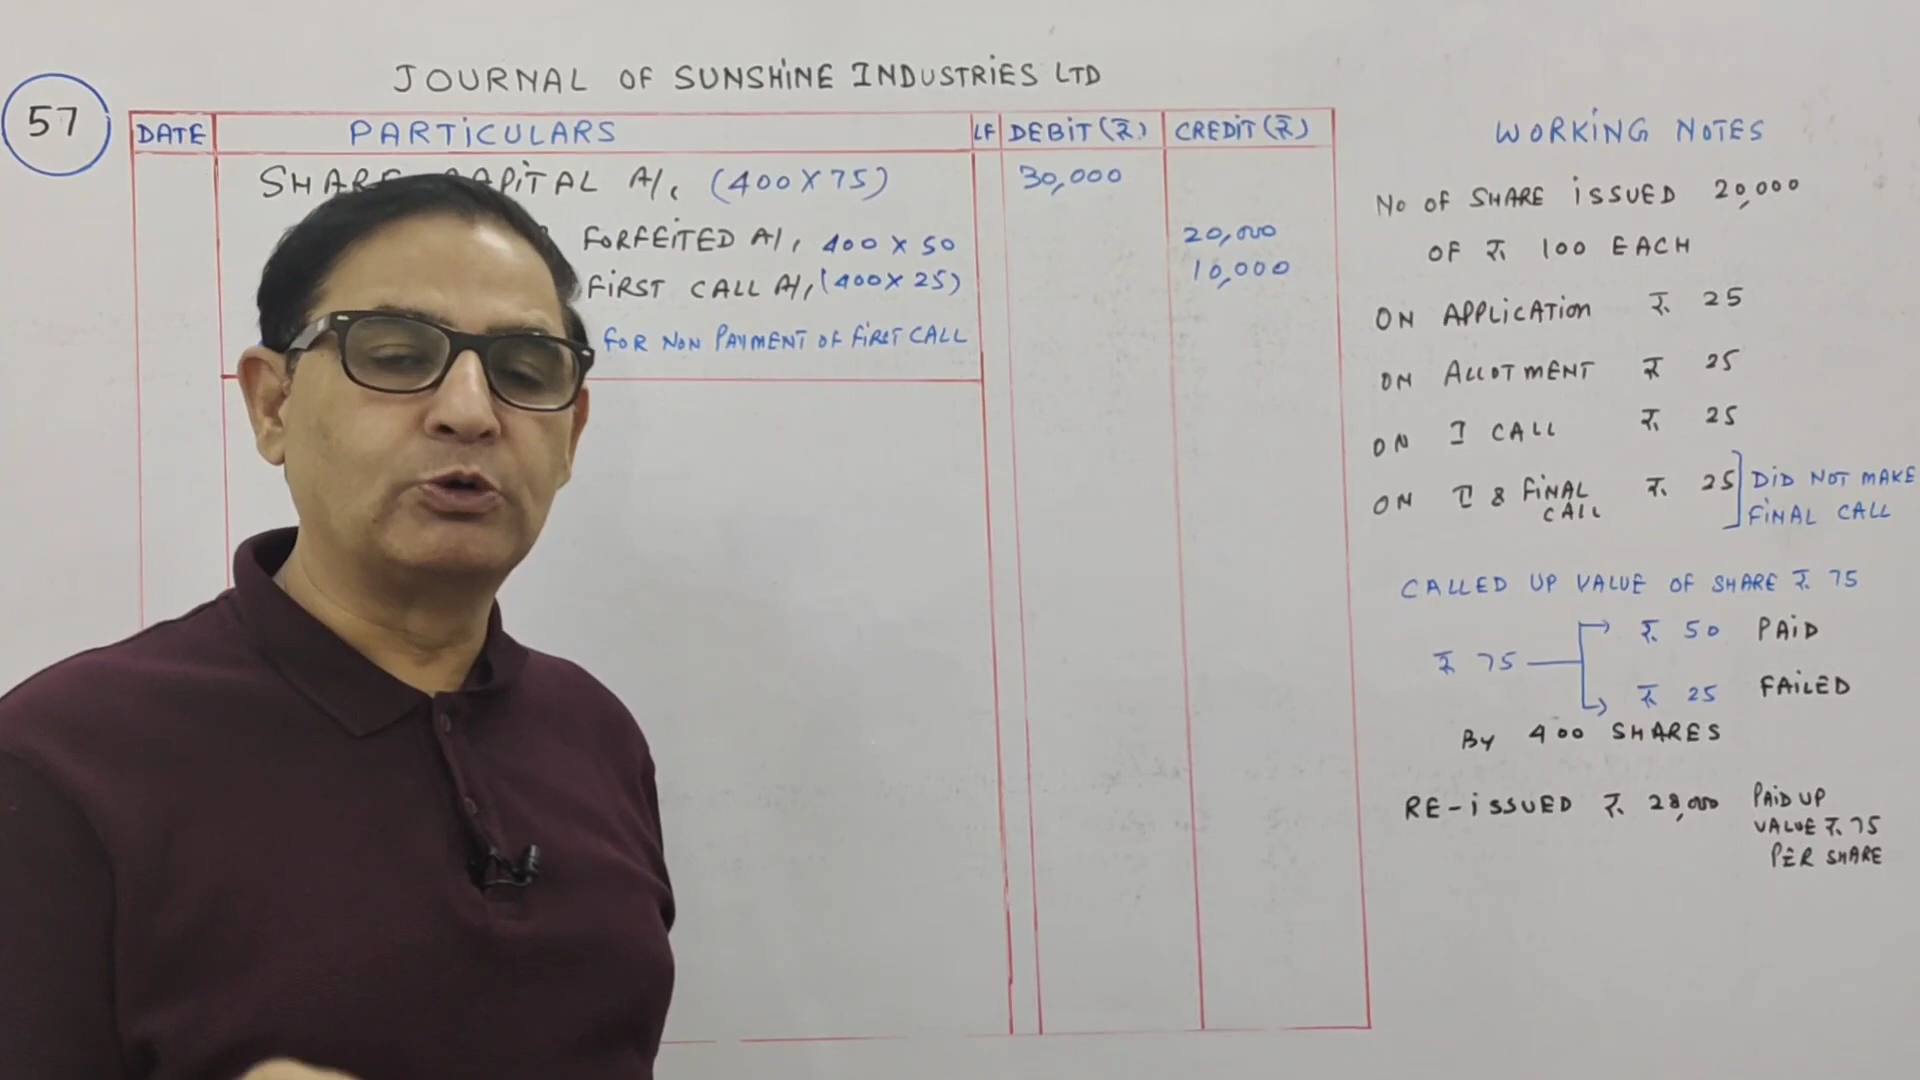 JOURNAL OF SUNSHINE INDUSTRIES LTD
57
DATE PARTICULARS LF DEBIT (₹) CREDIT (₹)
SHARE CAPITAL A/c (400 X 75) 30,000
FORFEITED A/c 400 X 50 20,000
FIRST CALL A/c (400 X 25) 10,000
FOR NON PAYMENT OF FIRST CALL
WORKING NOTES
No OF SHARE ISSUED 20,000
OF ₹. 100 EACH
ON APPLICATION ₹. 25
ON ALLOTMENT ₹ 25
ON I CALL ₹. 25
ON II & FINAL CALL ₹. 25 DID NOT MAKE
FINAL CALL
CALLED UP VALUE OF SHARE ₹. 75
₹ 75
₹. 50 PAID
₹. 25 FAILED
By 400 SHARES
RE-ISSUED ₹. 28,000 PAID UP
VALUE ₹. 75
PER SHARE